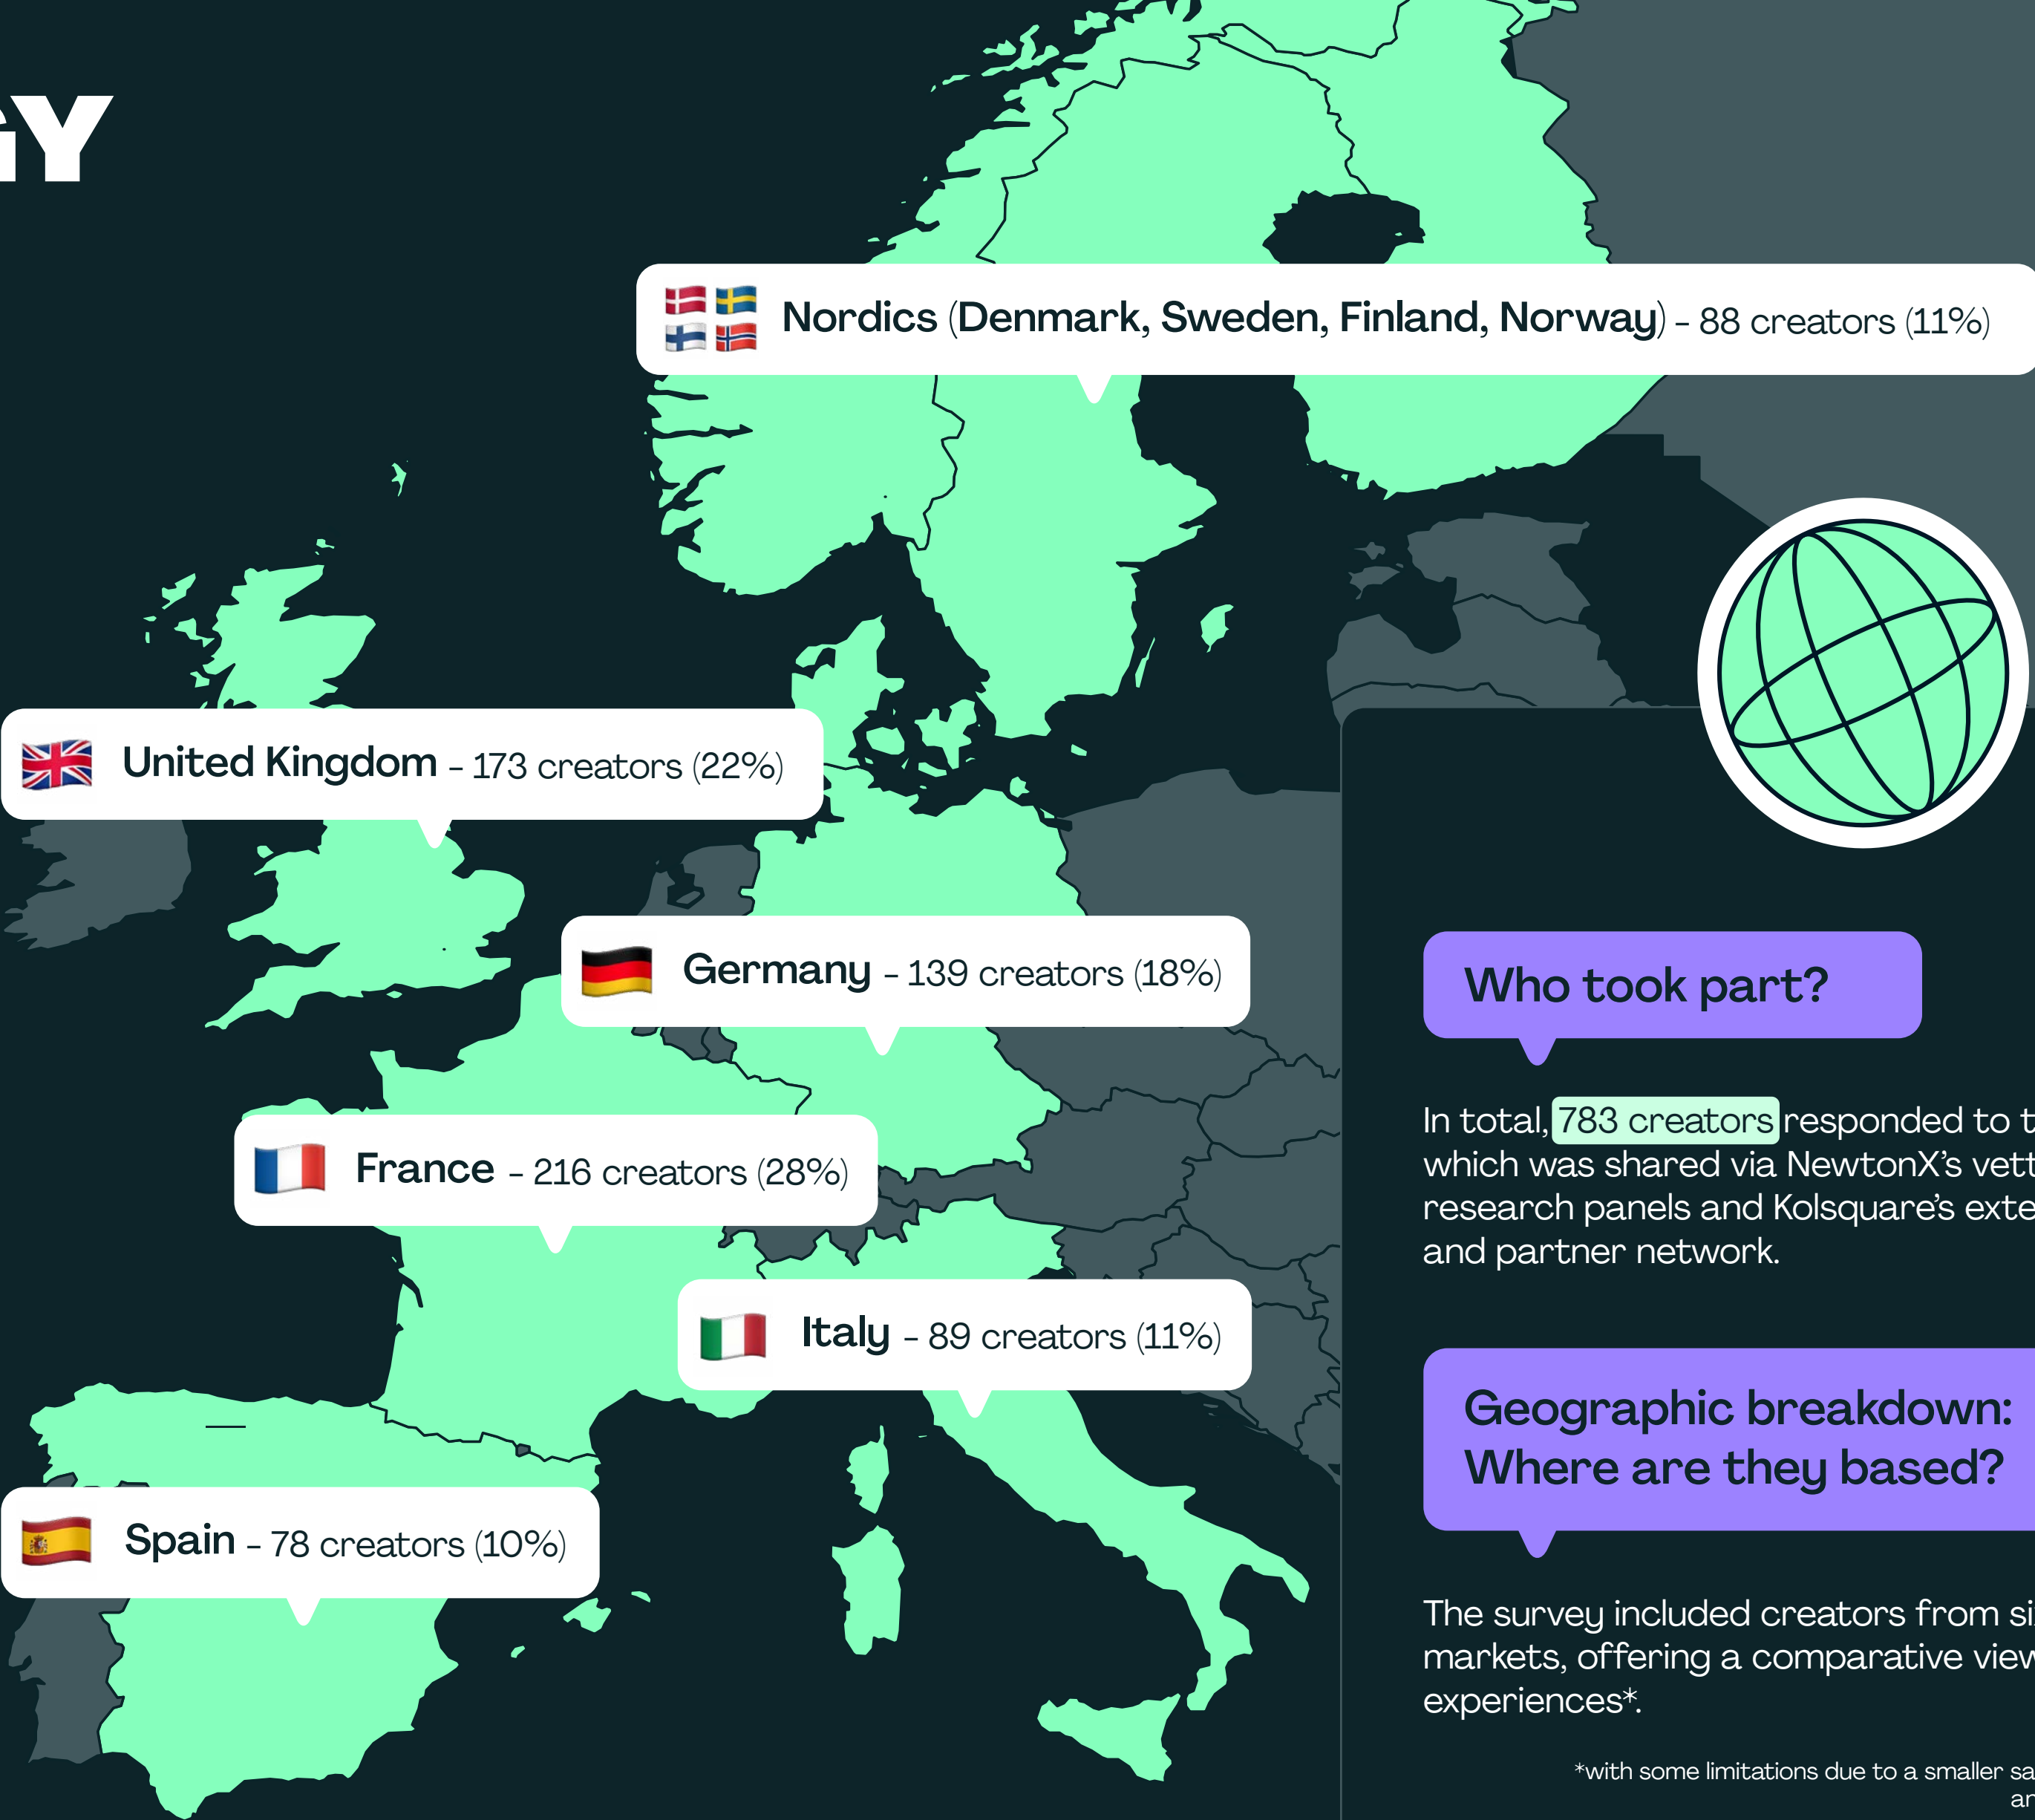 GY
Nordics (Denmark, Sweden, Finland, Norway) – 88 creators (11%)
United Kingdom – 173 creators (22%)
Germany – 139 creators (18%)
France – 216 creators (28%)
Italy – 89 creators (11%)
Spain – 78 creators (10%)
Who took part?
In total, 783 creators responded to t
which was shared via NewtonX's vett
research panels and Kolsquare's exte
and partner network.
Geographic breakdown:
Where are they based?
The survey included creators from si
markets, offering a comparative view
experiences*.
*with some limitations due to a smaller sa
an